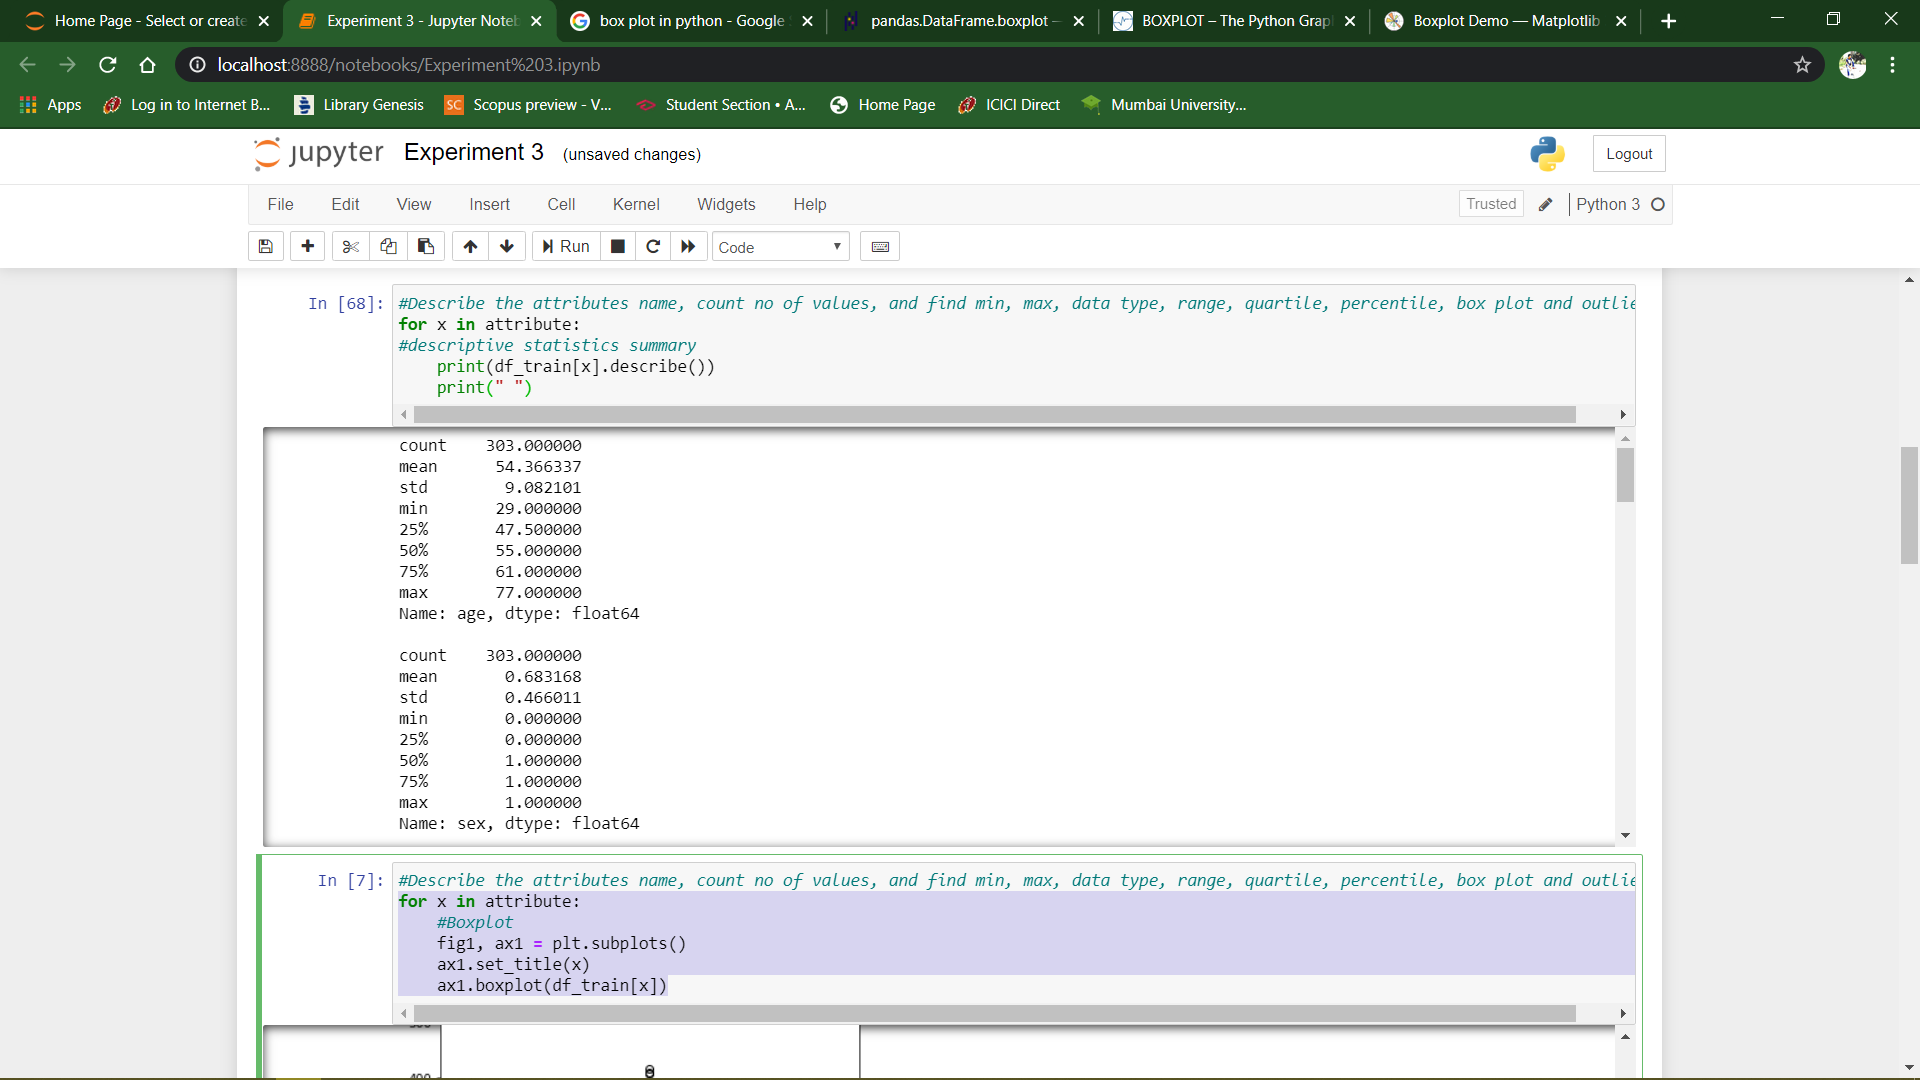 Home Page - Select or create
Experiment 3 - Jupyter Noteb
box plot in python - Google
pandas.DataFrame.boxplot —
BOXPLOT – The Python Grap
Boxplot Demo — Matplotlib
localhost:8888/notebooks/Experiment%203.ipynb
Apps
Log in to Internet B...
Library Genesis
SC
Scopus preview - V...
Student Section • A...
Home Page
ICICI Direct
Mumbai University...
jupyter
Experiment 3
(unsaved changes)
Logout
File
Edit
View
Insert
Cell
Kernel
Widgets
Help
Trusted
Python 3
Run
Code
In [68]:
#Describe the attributes name, count no of values, and find min, max, data type, range, quartile, percentile, box plot and outlie
for x in attribute:
#descriptive statistics summary
    print(df_train[x].describe())
    print(" ")
count    303.000000
mean      54.366337
std        9.082101
min       29.000000
25%       47.500000
50%       55.000000
75%       61.000000
max       77.000000
Name: age, dtype: float64
count    303.000000
mean       0.683168
std        0.466011
min        0.000000
25%        0.000000
50%        1.000000
75%        1.000000
max        1.000000
Name: sex, dtype: float64
In [7]:
#Describe the attributes name, count no of values, and find min, max, data type, range, quartile, percentile, box plot and outlie
for x in attribute:
    #Boxplot
    fig1, ax1 = plt.subplots()
    ax1.set_title(x)
    ax1.boxplot(df_train[x])